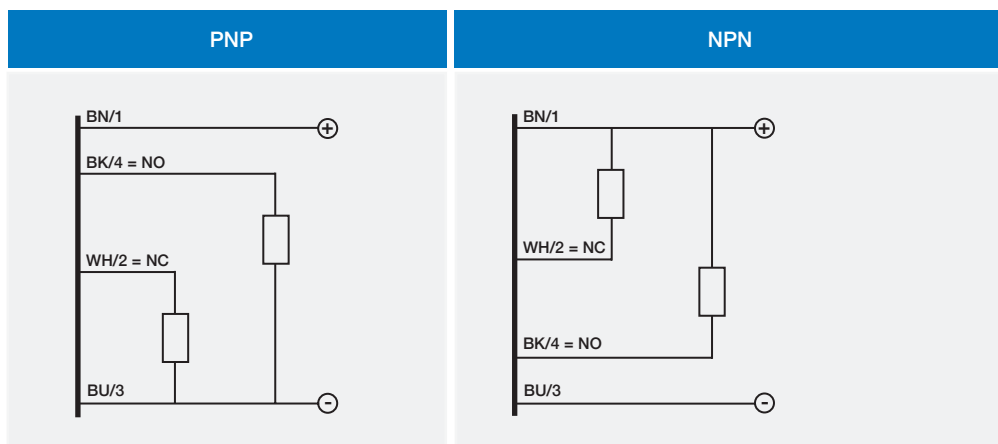 PNP
BN/1
+
BK/4 = NO
WH/2 = NC
BU/3
-
NPN
BN/1
+
WH/2 = NC
BK/4 = NO
BU/3
-